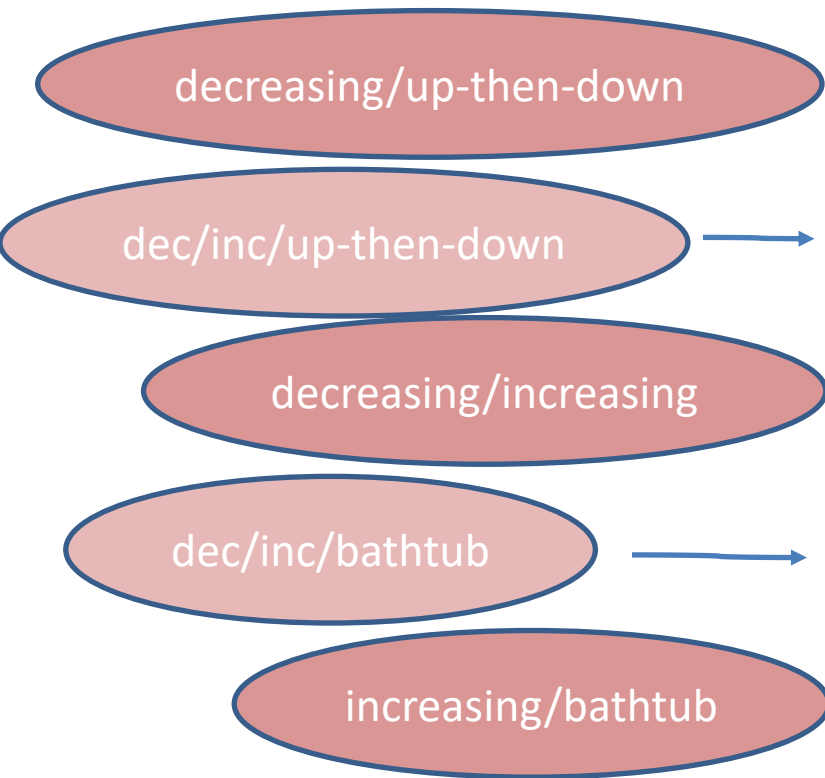 decreasing/up-then-down
dec/inc/up-then-down
decreasing/increasing
dec/inc/bathtub
increasing/bathtub